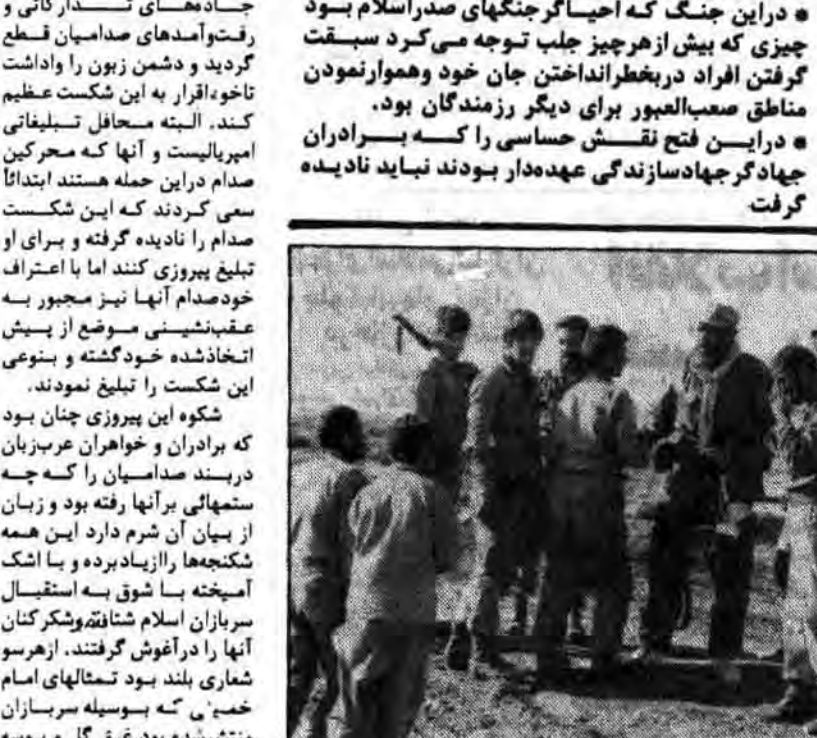 ● دراین جنگ که احیاگر جنگهای صدراسلام بود
چیزی که بیش ازهرچیز جلب توجه می‌کرد سبقت
گرفتن افراد دربخطرانداختن جان خود وهموارنمودن
مناطق صعب‌العبور برای دیگر رزمندگان بود.
● دراین فتح نقش حساسی را که برادران
جهادگر جهادسازندگی عهده‌دار بودند نباید نادیده
گرفت
جاده‌های تدارکاتی و
رفت‌وآمدهای صدامیان قطع
گردید و دشمن زبون را واداشت
تاخود اقرار به این شکست عظیم
کند. البته محافل تبلیغاتی
امپریالیست و آنها که محرکین
صدام دراین حمله هستند ابتدائاً
سعی کردند که این شکست
صدام را نادیده گرفته و برای او
تبلیغ پیروزی کنند اما با اعتراف
خودصدام آنها نیز مجبور به
عقب‌نشینی موضع از پیش
اتخاذشده خودگشته و بنوعی
این شکست را تبلیغ نمودند.
شکوه این پیروزی چنان بود
که برادران و خواهران عرب‌زبان
دربند صدامیان را که چه
ستمهائی برآنها رفته بود و زبان
از بیان آن شرم دارد این همه
شکنجه‌ها راازیادبرده و با اشک
آمیخته با شوق به استقبال
سربازان اسلام شتافته وشکرکنان
آنها را درآغوش گرفتند. ازهرسو
شعاری بلند بود تمثالهای امام
خمینی که بوسیله سربازان